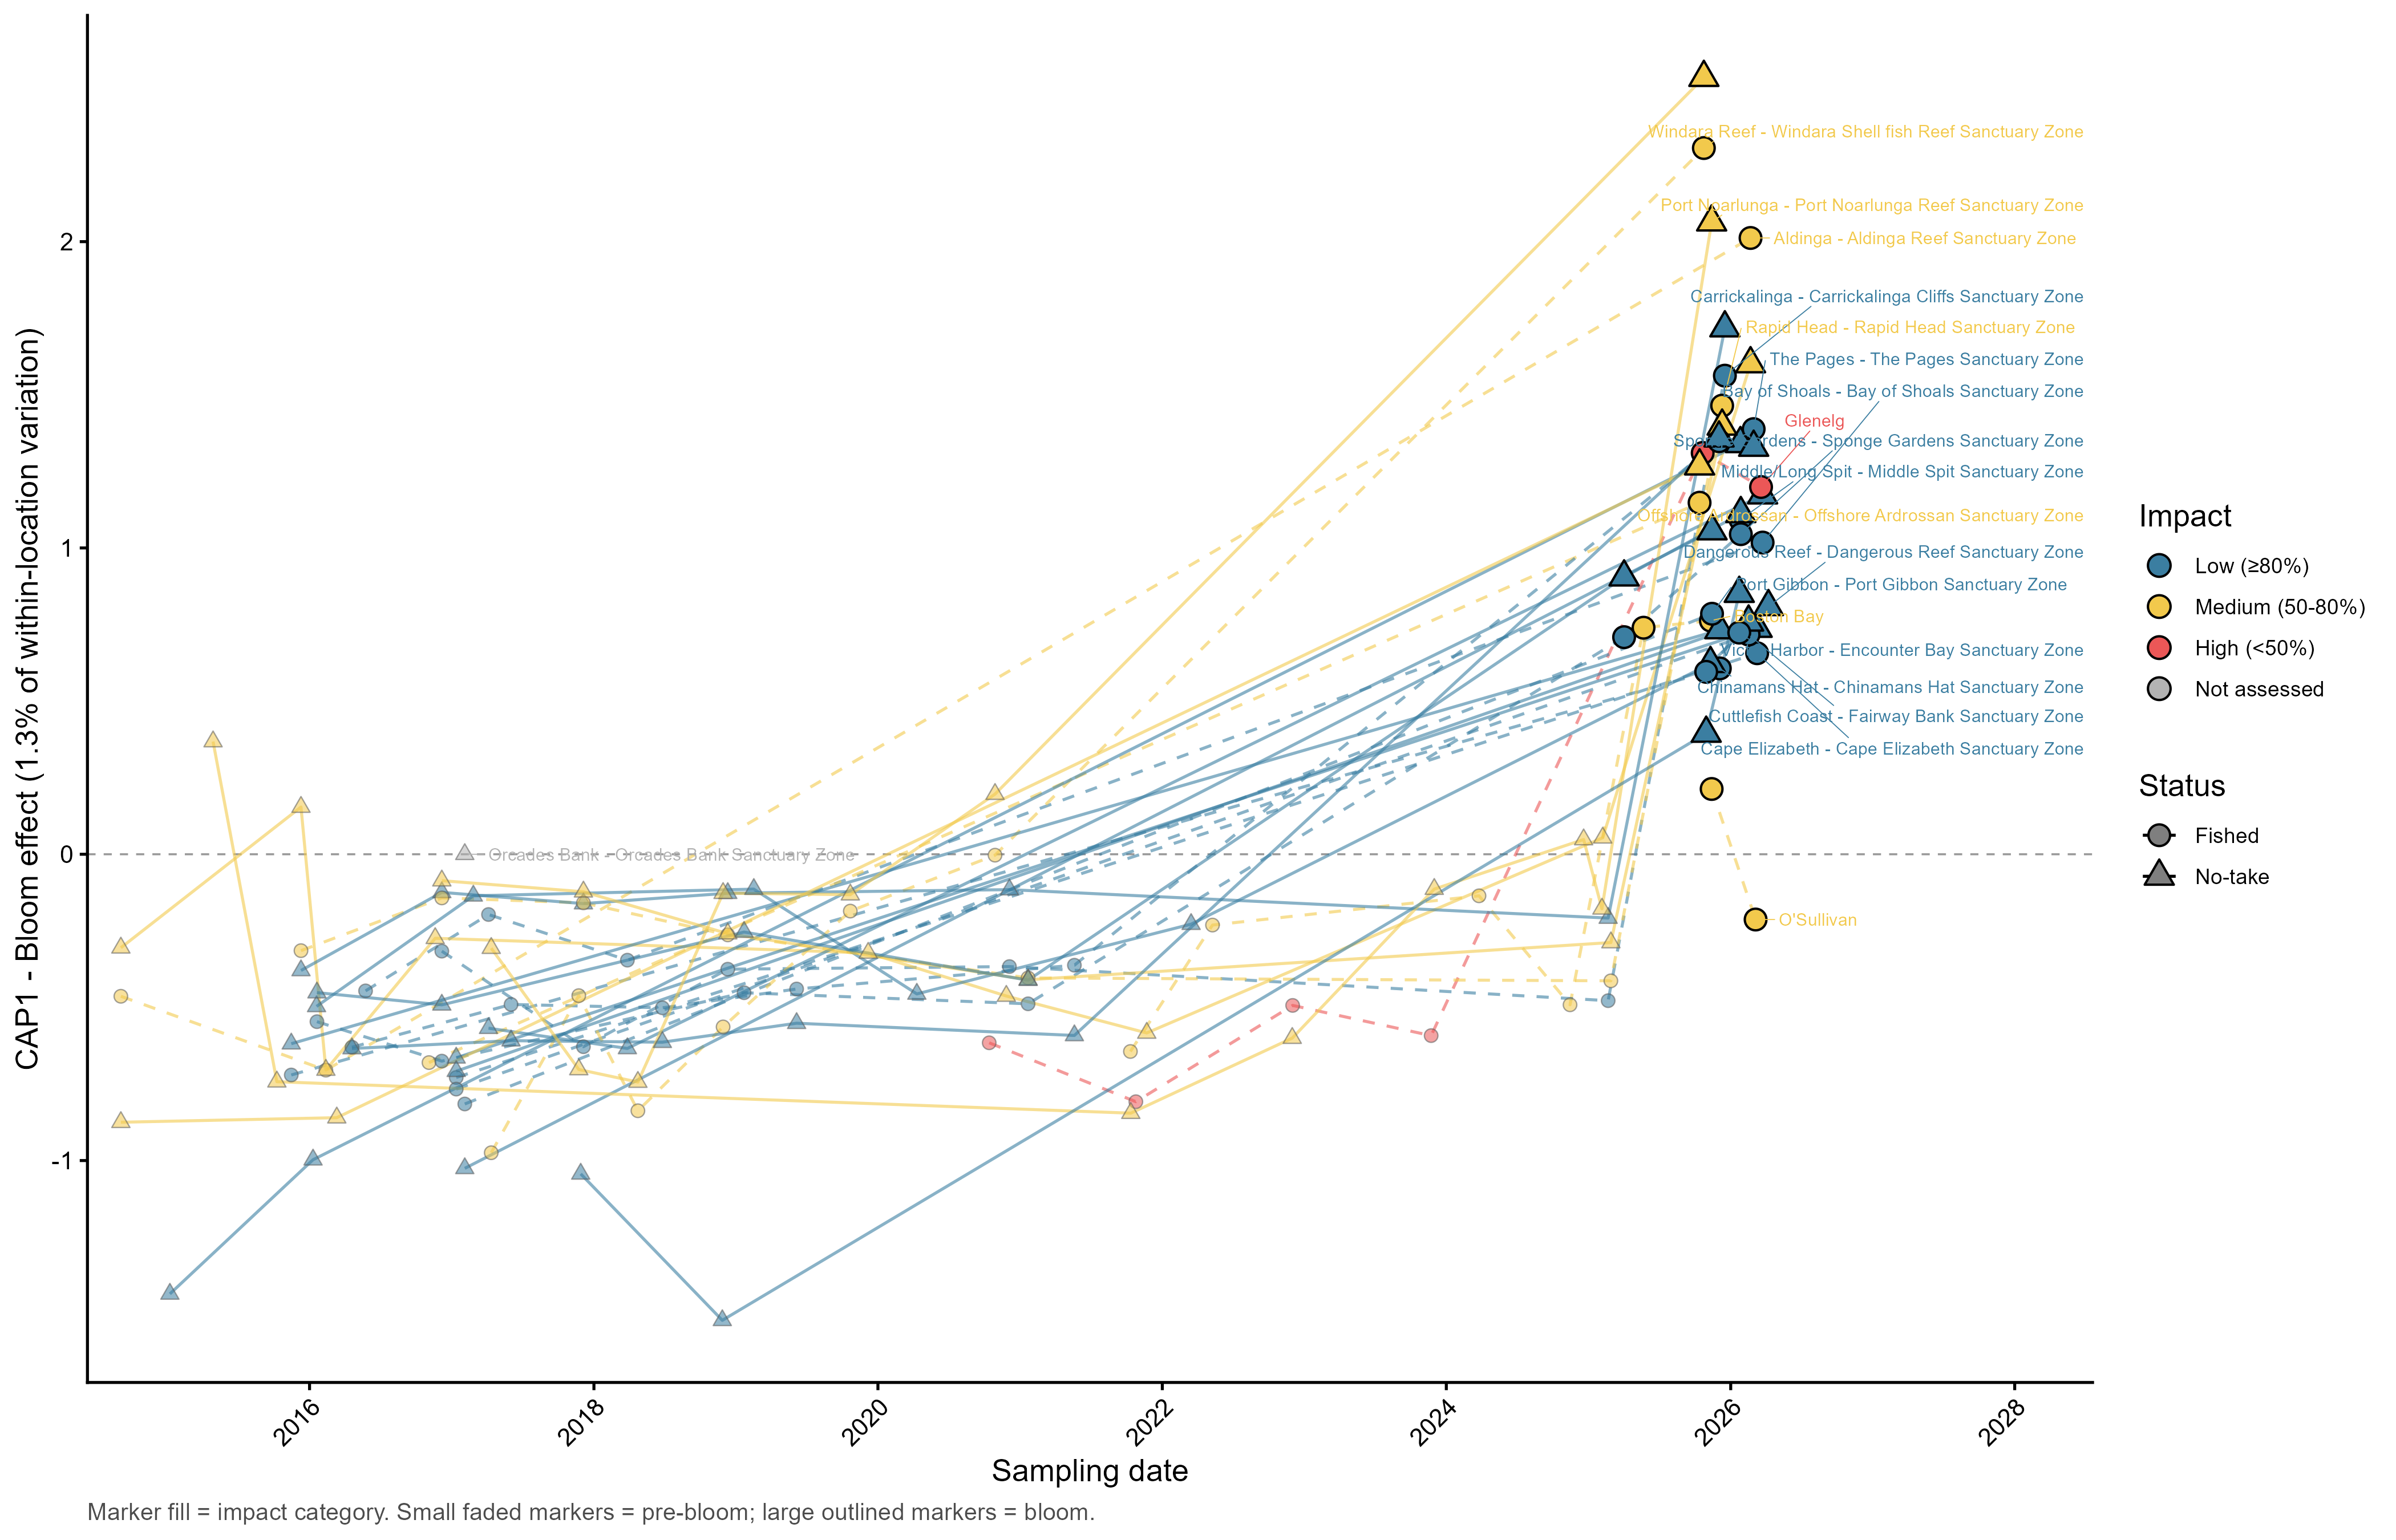 CAP1 - Bloom effect (1.3% of within-location variation)
2
1
0
-1
Windara Reef - Windara Shell fish Reef Sanctuary Zone
Port Noarlunga - Port Noarlunga Reef Sanctuary Zone
Aldinga - Aldinga Reef Sanctuary Zone
Carrickalinga - Carrickalinga Cliffs Sanctuary Zone
Rapid Head - Rapid Head Sanctuary Zone
The Pages - The Pages Sanctuary Zone
Bay of Shoals - Bay of Shoals Sanctuary Zone
Glenelg
Sponge Gardens - Sponge Gardens Sanctuary Zone
Middle/Long Spit - Middle Spit Sanctuary Zone
Offshore Ardrossan - Offshore Ardrossan Sanctuary Zone
Dangerous Reef - Dangerous Reef Sanctuary Zone
Port Gibbon - Port Gibbon Sanctuary Zone
Boston Bay
Victor Harbor - Encounter Bay Sanctuary Zone
Chinamans Hat - Chinamans Hat Sanctuary Zone
Cuttlefish Coast - Fairway Bank Sanctuary Zone
Cape Elizabeth - Cape Elizabeth Sanctuary Zone
Orcades Bank - Orcades Bank Sanctuary Zone
O'Sullivan
2016
2018
2020
2022
2024
2026
2028
Sampling date
Impact
Low (≥80%)
Medium (50-80%)
High (<50%)
Not assessed
Status
Fished
No-take
Marker fill = impact category. Small faded markers = pre-bloom; large outlined markers = bloom.